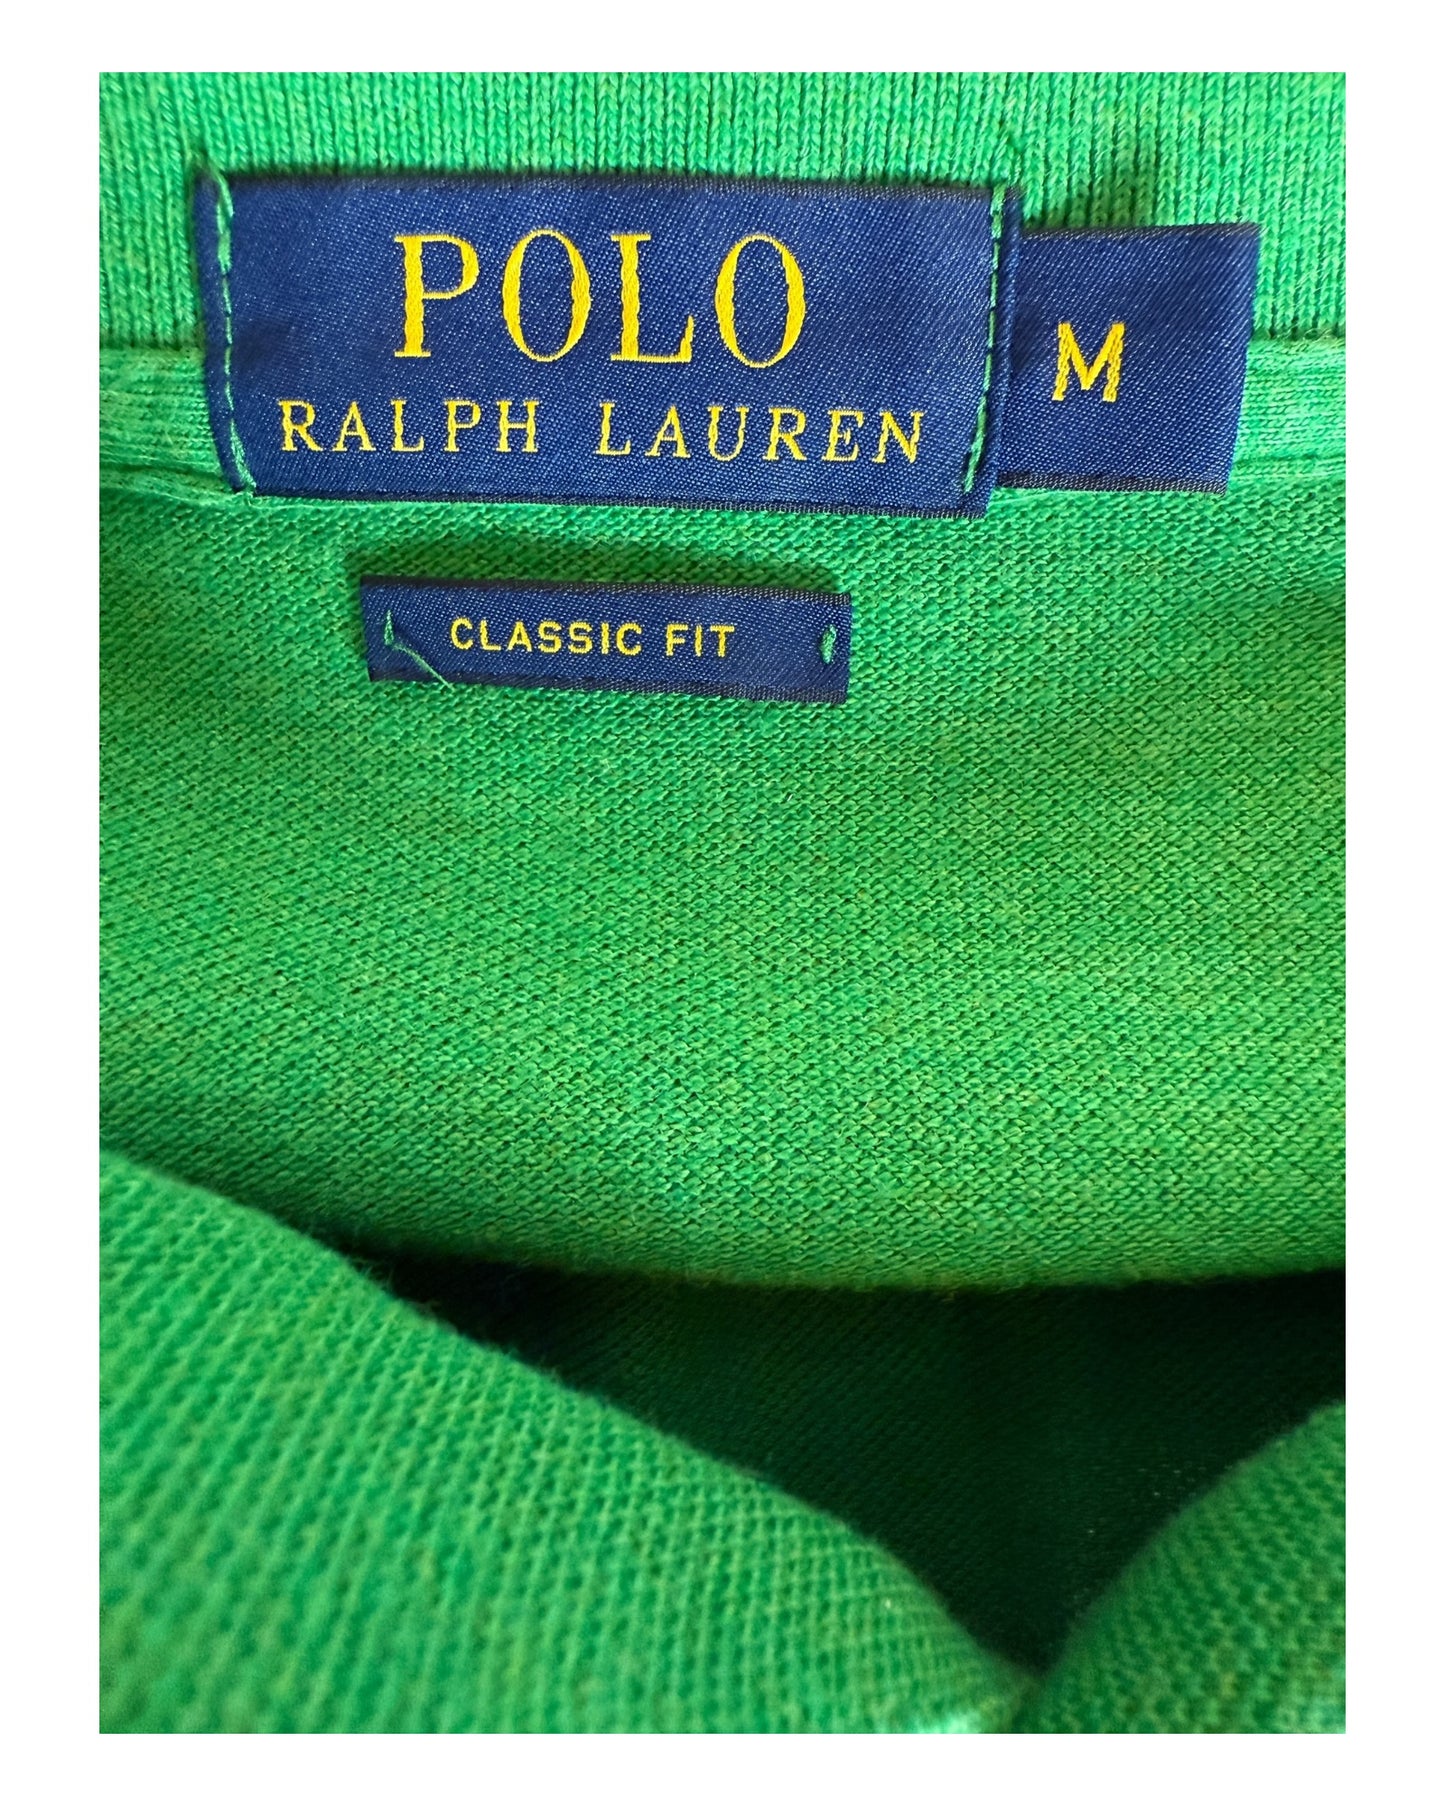 POLO
RALPH LAUREN
M
CLASSIC FIT